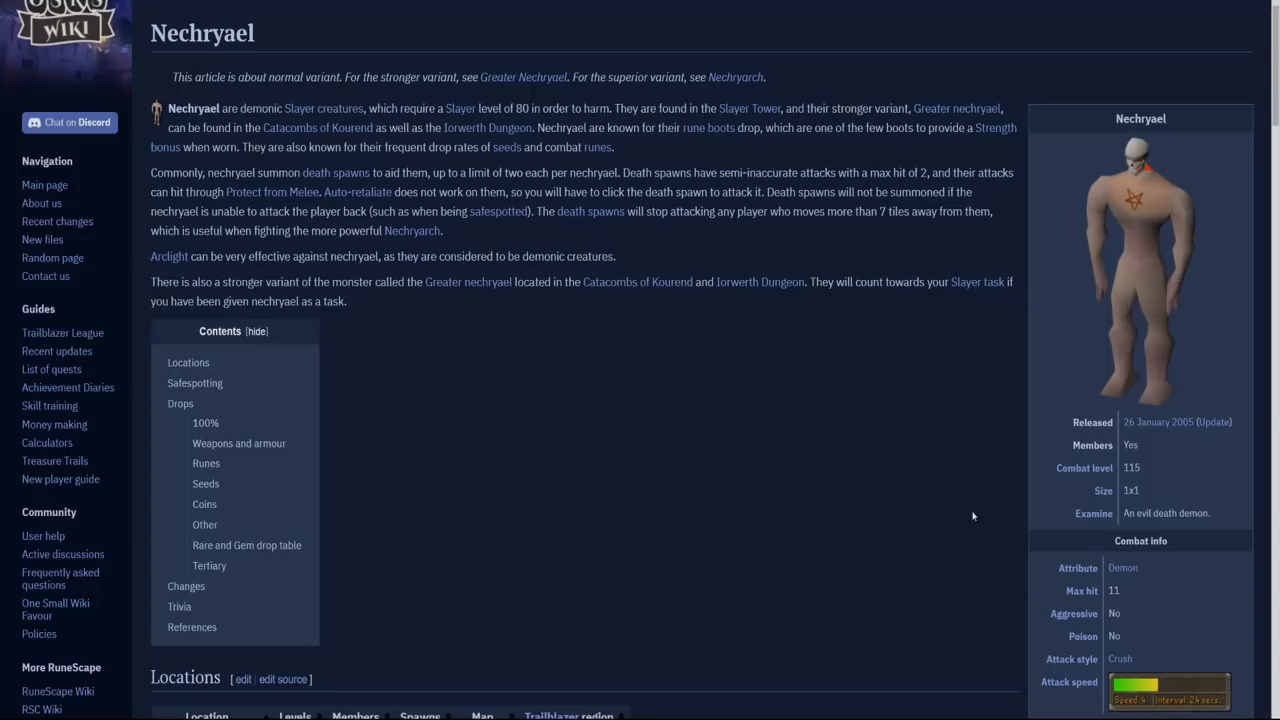 OSRS
WIKI
Chat on Discord
Navigation
Main page
About us
Recent changes
New files
Random page
Contact us
Guides
Trailblazer League
Recent updates
List of quests
Achievement Diaries
Skill training
Money making
Calculators
Treasure Trails
New player guide
Community
User help
Active discussions
Frequently asked
questions
One Small Wiki
Favour
Policies
More RuneScape
RuneScape Wiki
RSC Wiki
Nechryael
This article is about normal variant. For the stronger variant, see Greater Nechryael. For the superior variant, see Nechryarch.
Nechryael are demonic Slayer creatures, which require a Slayer level of 80 in order to harm. They are found in the Slayer Tower, and their stronger variant, Greater nechryael,
can be found in the Catacombs of Kourend as well as the Iorwerth Dungeon. Nechryael are known for their rune boots drop, which are one of the few boots to provide a Strength
bonus when worn. They are also known for their frequent drop rates of seeds and combat runes.
Commonly, nechryael summon death spawns to aid them, up to a limit of two each per nechryael. Death spawns have semi-inaccurate attacks with a max hit of 2, and their attacks
can hit through Protect from Melee. Auto-retaliate does not work on them, so you will have to click the death spawn to attack it. Death spawns will not be summoned if the
nechryael is unable to attack the player back (such as when being safespotted). The death spawns will stop attacking any player who moves more than 7 tiles away from them,
which is useful when fighting the more powerful Nechryarch.
Arclight can be very effective against nechryael, as they are considered to be demonic creatures.
There is also a stronger variant of the monster called the Greater nechryael located in the Catacombs of Kourend and Iorwerth Dungeon. They will count towards your Slayer task if
you have been given nechryael as a task.
Contents [hide]
Locations
Safespotting
Drops
100%
Weapons and armour
Runes
Seeds
Coins
Other
Rare and Gem drop table
Tertiary
Changes
Trivia
References
Locations [ edit | edit source ]
Location Levels Members Spawns Map Trailblazer region
Nechryael
Released 26 January 2005 (Update)
Members Yes
Combat level 115
Size 1x1
Examine An evil death demon.
Combat info
Attribute Demon
Max hit 11
Aggressive No
Poison No
Attack style Crush
Attack speed
Speed: 4 Interval: 2.4 secs.